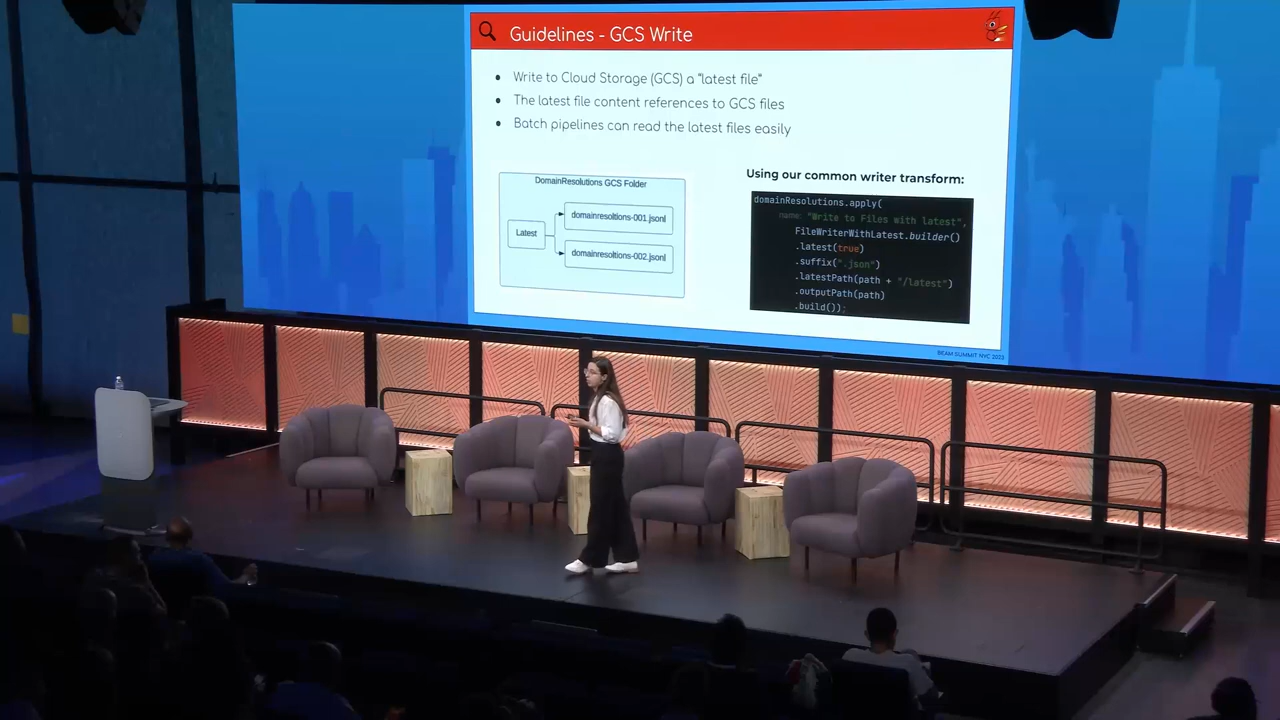 Guidelines - GCS Write
Write to Cloud Storage (GCS) a "latest file"
The latest file content references to GCS files
Batch pipelines can read the latest files easily
DomainResolutions GCS Folder
Latest
domainresoltions-001.jsonl
domainresoltions-002.jsonl
Using our common writer transform:
domainResolutions.apply(
name: "Write to Files with latest",
FileWriterWithLatest.builder()
.latest(true)
.suffix(".json")
.latestPath(path + "/latest")
.outputPath(path)
.build());
BEAM SUMMIT NYC 2023